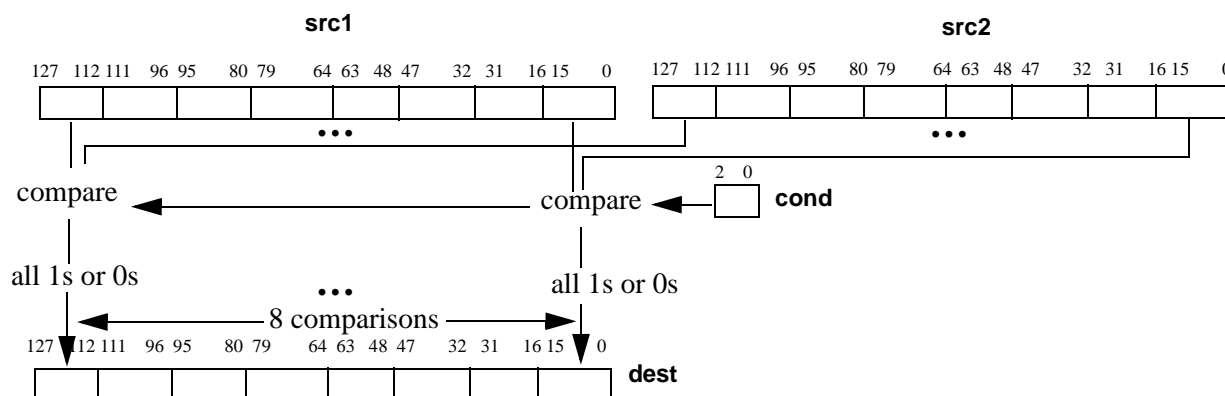 src1 src2
127 112 111 96 95 80 79 64 63 48 47 32 31 16 15 0 127 112 111 96 95 80 79 64 63 48 47 32 31 16 15 0
... ...
2 0
compare compare cond
all 1s or 0s all 1s or 0s
...
8 comparisons
127 112 111 96 95 80 79 64 63 48 47 32 31 16 15 0
dest